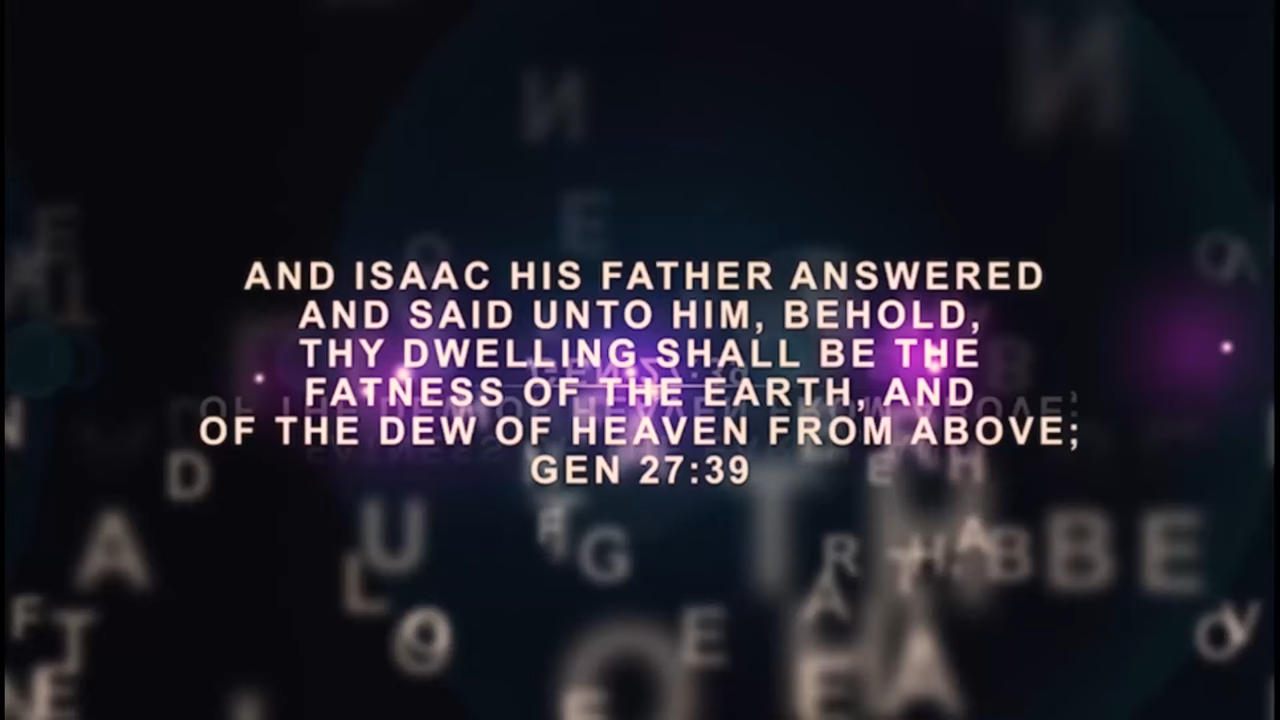 AND ISAAC HIS FATHER ANSWERED
AND SAID UNTO HIM, BEHOLD,
THY DWELLING SHALL BE THE
FATNESS OF THE EARTH, AND
OF THE DEW OF HEAVEN FROM ABOVE;
GEN 27:39